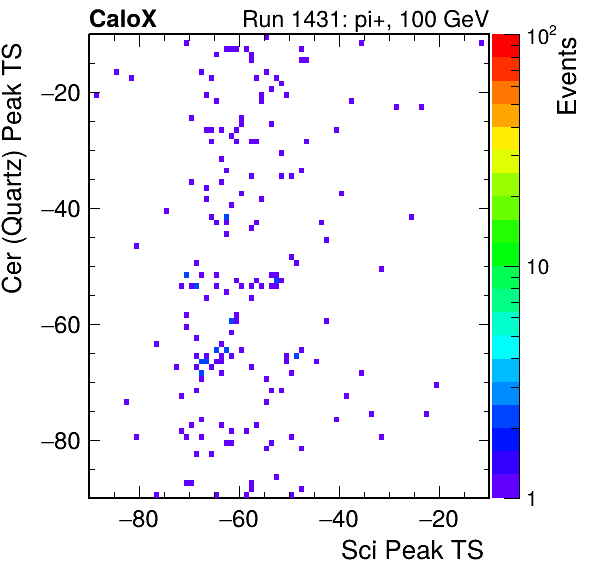 CaloX Run 1431: pi+, 100 GeV
Cer (Quartz) Peak TS
−20
−40
−60
−80
−80 −60 −40 −20
Sci Peak TS
10²
10
1
Events